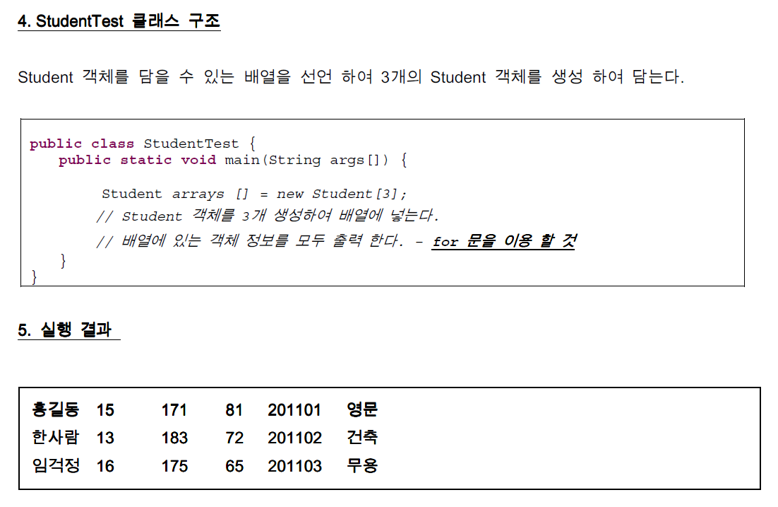 4. StudentTest 클래스 구조
Student 객체를 담을 수 있는 배열을 선언 하여 3개의 Student 객체를 생성 하여 담는다.
public class StudentTest {
public static void main(String args[]) {
Student arrays [] = new Student[3];
// Student 객체를 3개 생성하여 배열에 넣는다.
// 배열에 있는 객체 정보를 모두 출력 한다. - for 문을 이용 할 것
}
}
5. 실행 결과
홍길동 15 171 81 201101 영문
한사람 13 183 72 201102 건축
임걱정 16 175 65 201103 무용